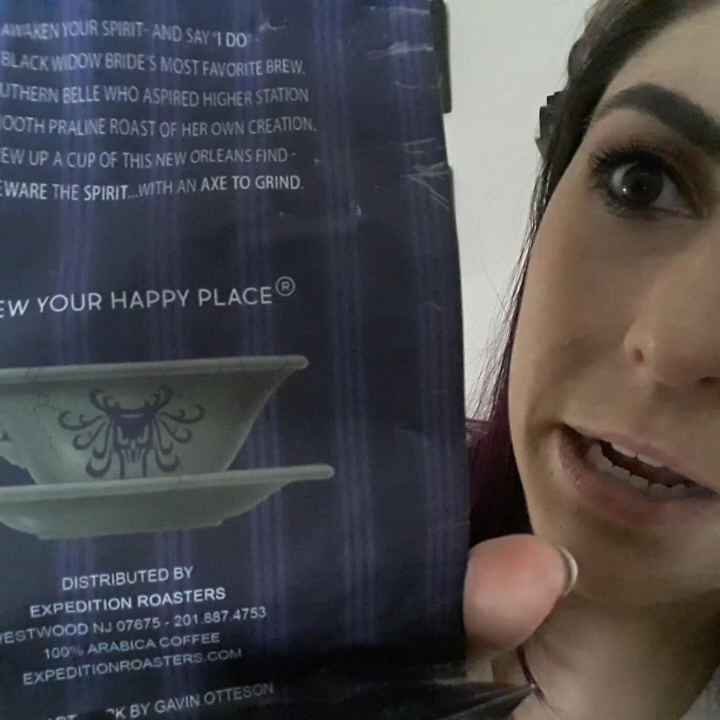 AWAKEN YOUR SPIRIT- AND SAY "I DO"-
BLACK WIDOW BRIDE'S MOST FAVORITE BREW.
UTHERN BELLE WHO ASPIRED HIGHER STATION
OOTH PRALINE ROAST OF HER OWN CREATION.
EW UP A CUP OF THIS NEW ORLEANS FIND-
EWARE THE SPIRIT...WITH AN AXE TO GRIND.
EW YOUR HAPPY PLACE®
DISTRIBUTED BY
EXPEDITION ROASTERS
WESTWOOD NJ 07675 - 201.887.4753
100% ARABICA COFFEE
EXPEDITIONROASTERS.COM
BY GAVIN OTTESON